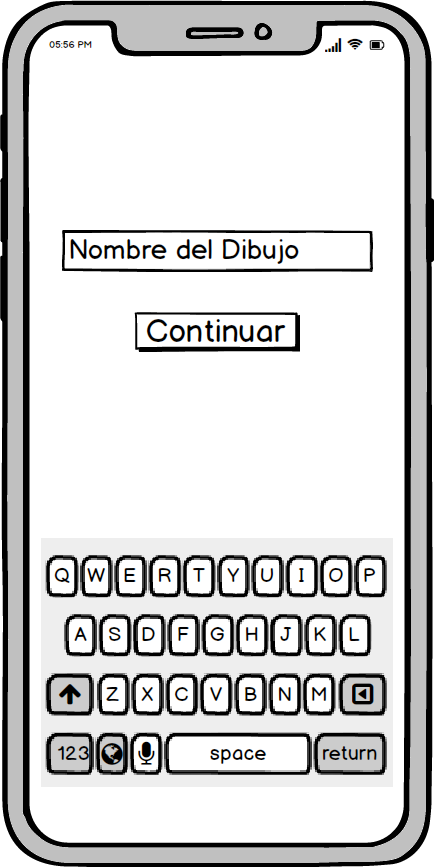 05:56 PM
Nombre del Dibujo
Continuar
Q W E R T Y U I O P
A S D F G H J K L
Z X C V B N M
123 space return